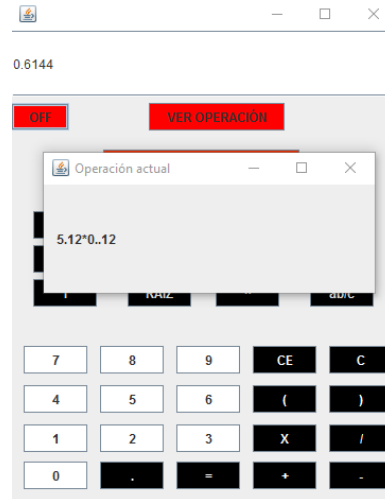 0.6144
OFF VER OPERACIÓN
Operación actual
5.12*0..12
RAIZ ab/c
7 8 9 CE C
4 5 6 ( )
1 2 3 X /
0 . = + -